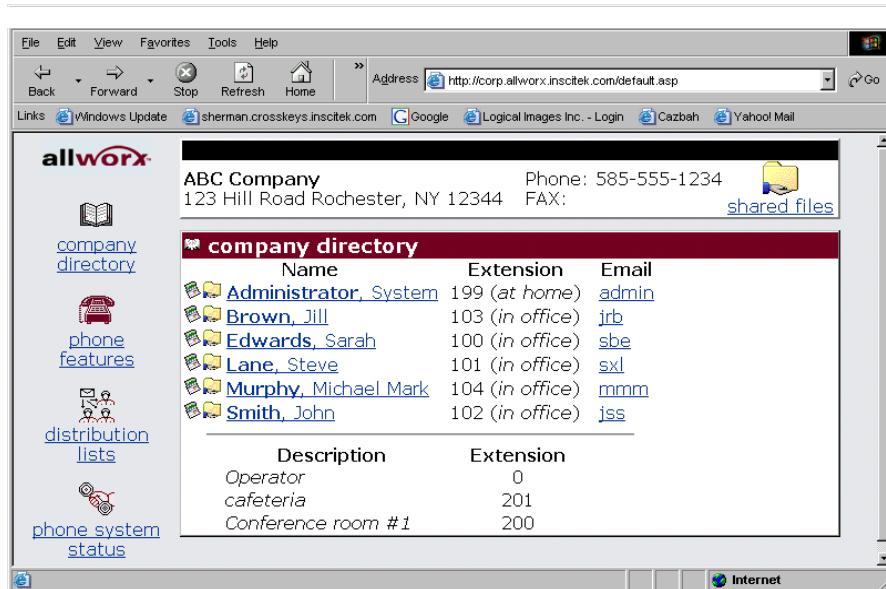 File Edit View Favorites Tools Help
Back Forward Stop Refresh Home » Address http://corp.allworx.inscitek.com/default.asp Go
Links Windows Update sherman.crosskeys.inscitek.com Google Logical Images Inc. - Login Cazbah Yahoo! Mail
allworx
ABC Company Phone: 585-555-1234
123 Hill Road Rochester, NY 12344 FAX:
shared files
company directory
phone features
distribution lists
phone system status
company directory
Name Extension Email
Administrator, System 199 (at home) admin
Brown, Jill 103 (in office) jrb
Edwards, Sarah 100 (in office) sbe
Lane, Steve 101 (in office) sxl
Murphy, Michael Mark 104 (in office) mmm
Smith, John 102 (in office) jss
Description Extension
Operator 0
cafeteria 201
Conference room #1 200
Internet